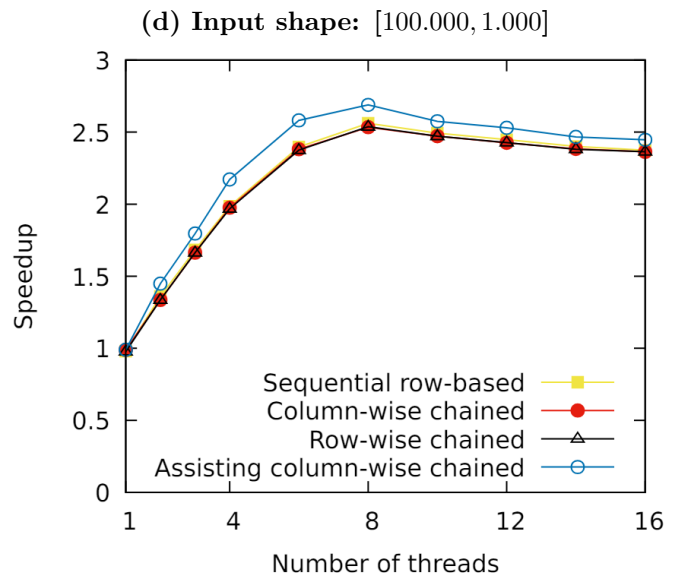 (d) Input shape: [100.000, 1.000]
3
2.5
2
1.5
1
0.5
0
Speedup
Sequential row-based
Column-wise chained
Row-wise chained
Assisting column-wise chained
1 4 8 12 16
Number of threads